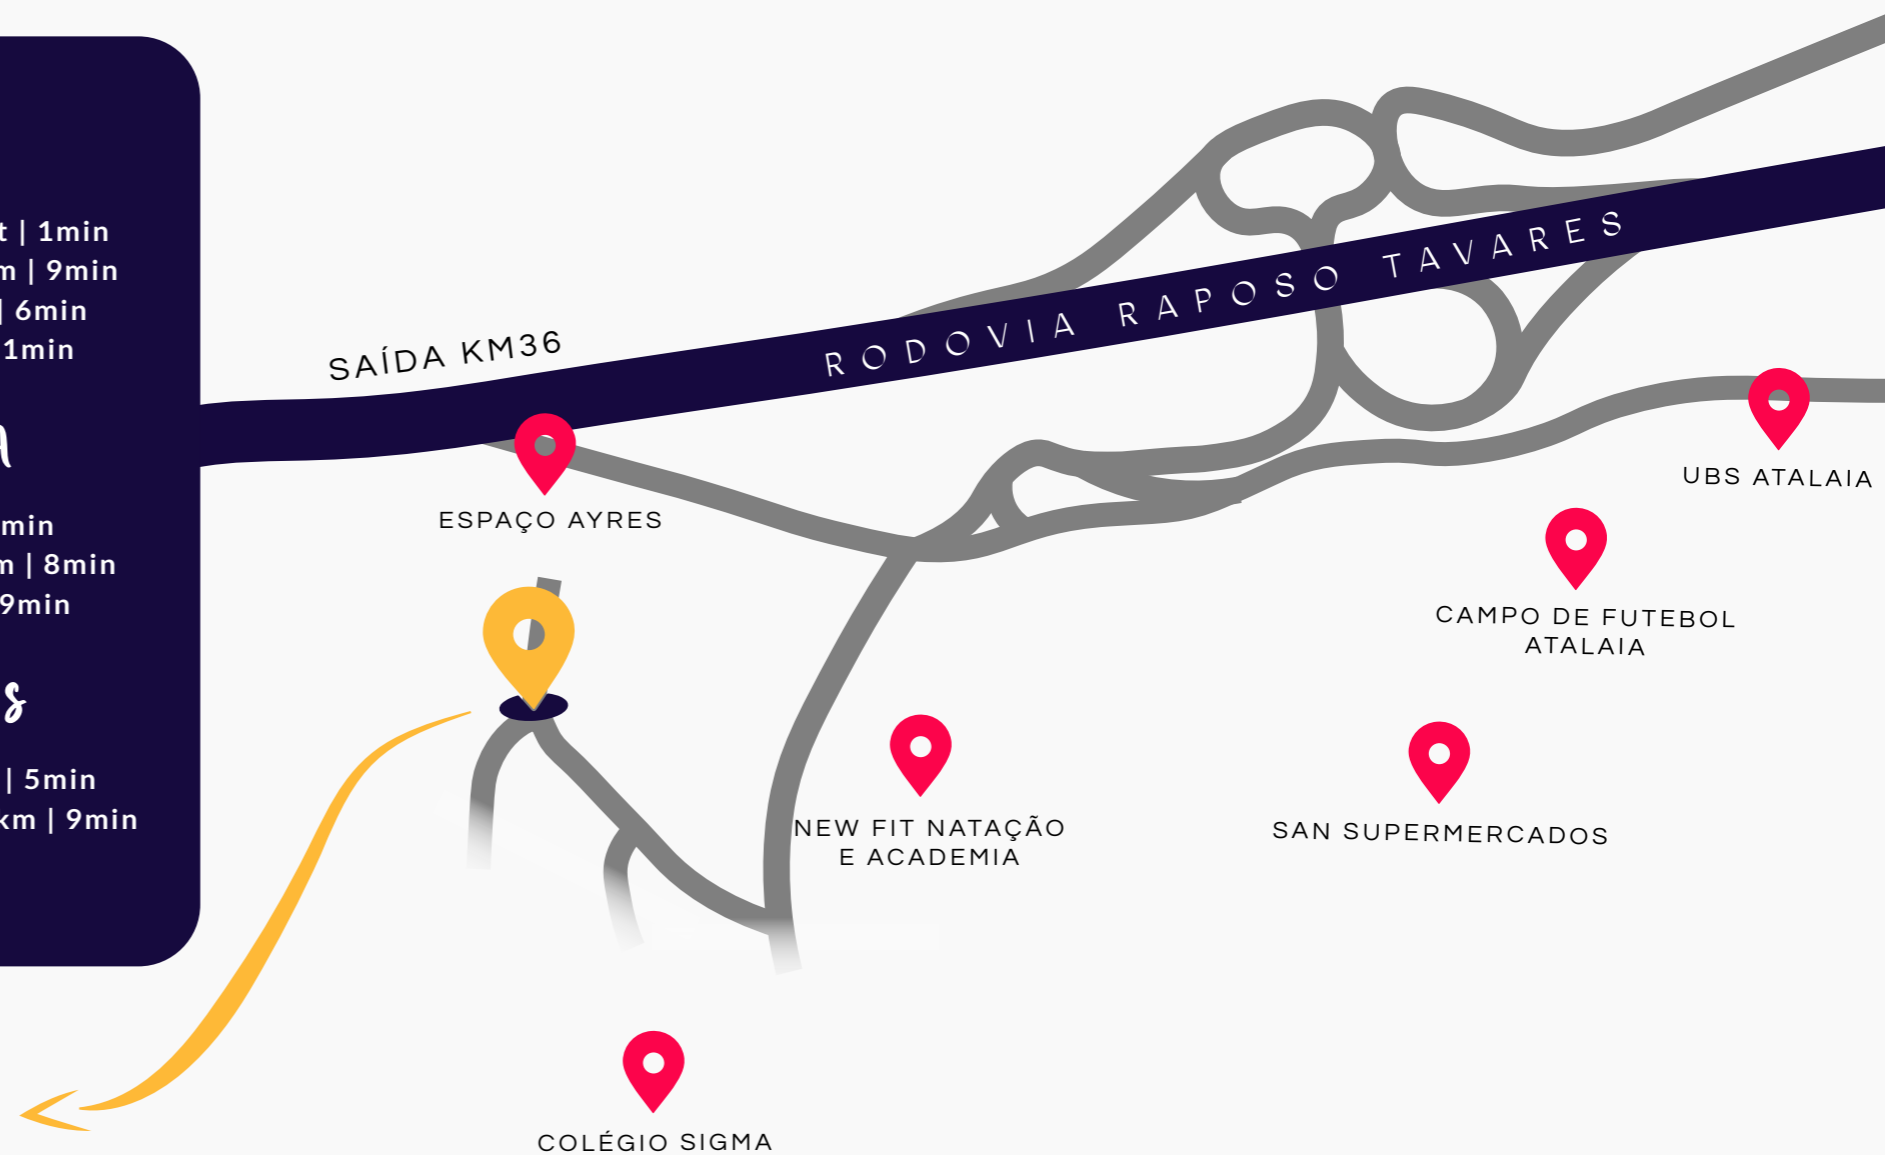 t | 1min
m | 9min
| 6min
1min
min
m | 8min
9min
s
| 5min
km | 9min
SAÍDA KM36
RODOVIA RAPOSO TAVARES
ESPAÇO AYRES
UBS ATALAIA
CAMPO DE FUTEBOL
ATALAIA
NEW FIT NATAÇÃO
E ACADEMIA
SAN SUPERMERCADOS
COLÉGIO SIGMA